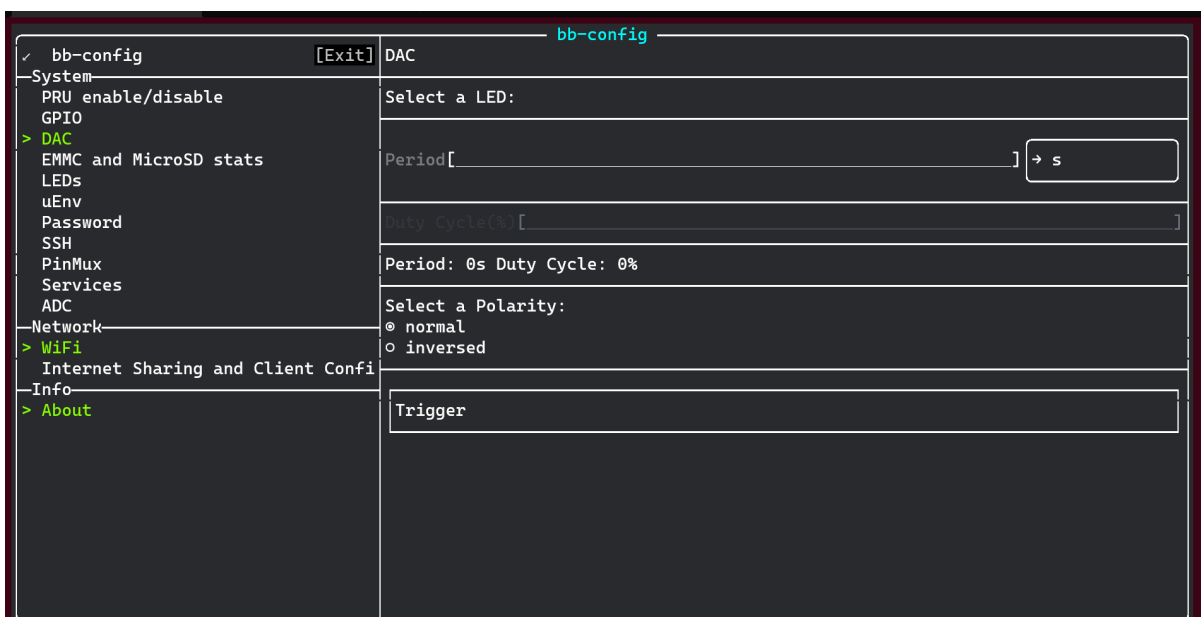 bb-config
✓ bb-config [Exit]
System
PRU enable/disable
GPIO
> DAC
EMMC and MicroSD stats
LEDs
uEnv
Password
SSH
PinMux
Services
ADC
Network
> WiFi
Internet Sharing and Client Confi
Info
> About
DAC
Select a LED:
Period[ ] → s
Duty Cycle(%)[ ]
Period: 0s Duty Cycle: 0%
Select a Polarity:
◉ normal
○ inversed
Trigger